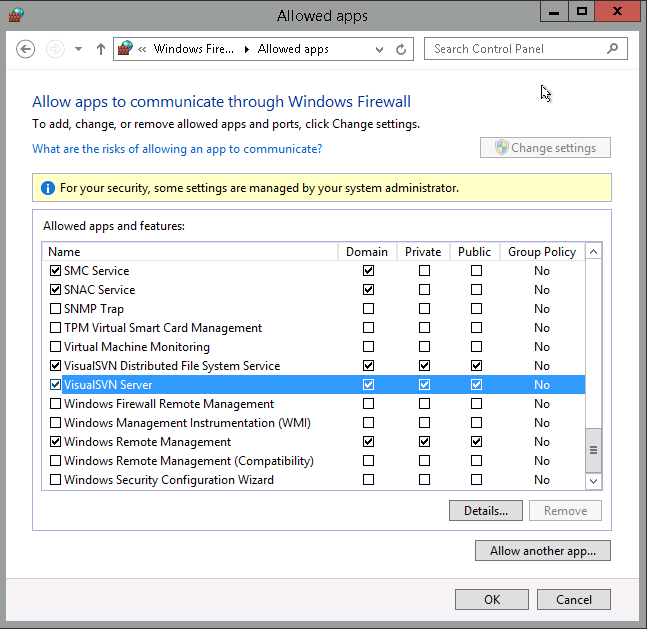 Allowed apps
« Windows Fire... Allowed apps
Search Control Panel
Allow apps to communicate through Windows Firewall
To add, change, or remove allowed apps and ports, click Change settings.
What are the risks of allowing an app to communicate?
Change settings
For your security, some settings are managed by your system administrator.
Allowed apps and features:
Name Domain Private Public Group Policy
SMC Service No
SNAC Service No
SNMP Trap No
TPM Virtual Smart Card Management No
Virtual Machine Monitoring No
VisualSVN Distributed File System Service No
VisualSVN Server No
Windows Firewall Remote Management No
Windows Management Instrumentation (WMI) No
Windows Remote Management No
Windows Remote Management (Compatibility) No
Windows Security Configuration Wizard No
Details... Remove
Allow another app...
OK Cancel